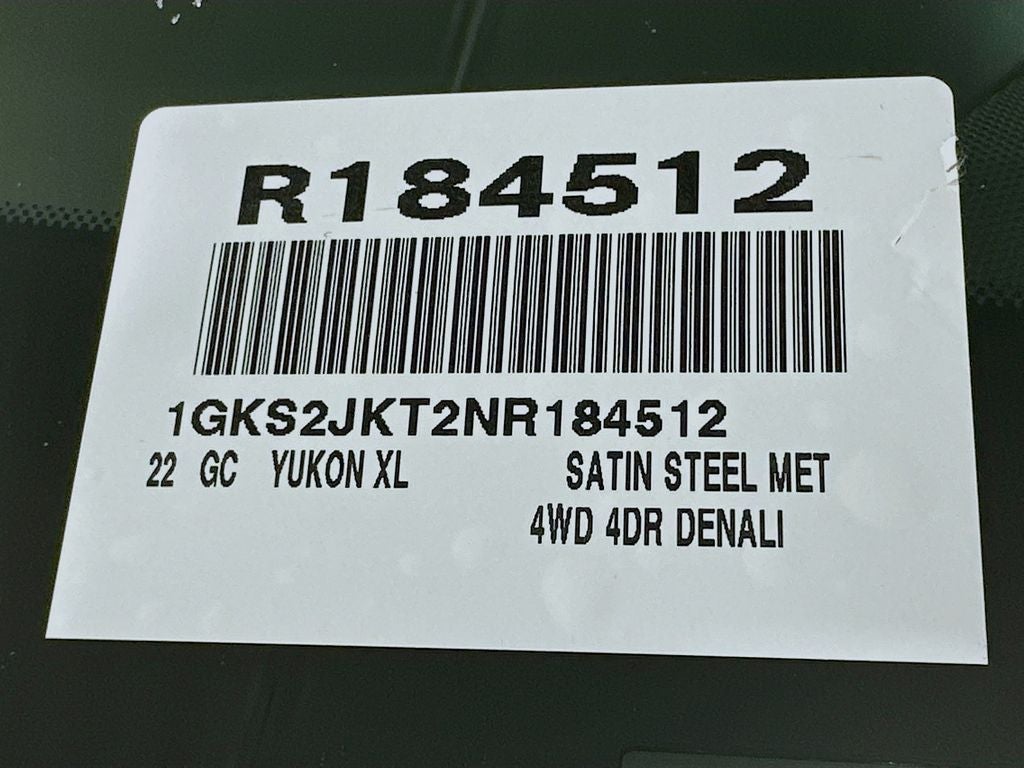 R184512
1GKS2JKT2NR184512
22 GC YUKON XL SATIN STEEL MET
4WD 4DR DENALI